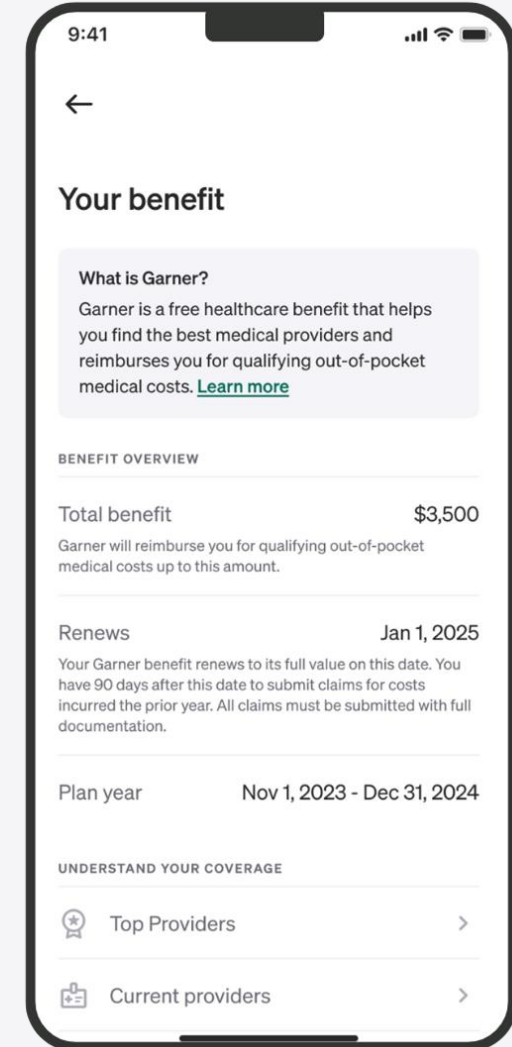 9:41
Your benefit
What is Garner?
Garner is a free healthcare benefit that helps
you find the best medical providers and
reimburses you for qualifying out-of-pocket
medical costs. Learn more
BENEFIT OVERVIEW
Total benefit $3,500
Garner will reimburse you for qualifying out-of-pocket
medical costs up to this amount.
Renews Jan 1, 2025
Your Garner benefit renews to its full value on this date. You
have 90 days after this date to submit claims for costs
incurred the prior year. All claims must be submitted with full
documentation.
Plan year Nov 1, 2023 - Dec 31, 2024
UNDERSTAND YOUR COVERAGE
Top Providers
Current providers